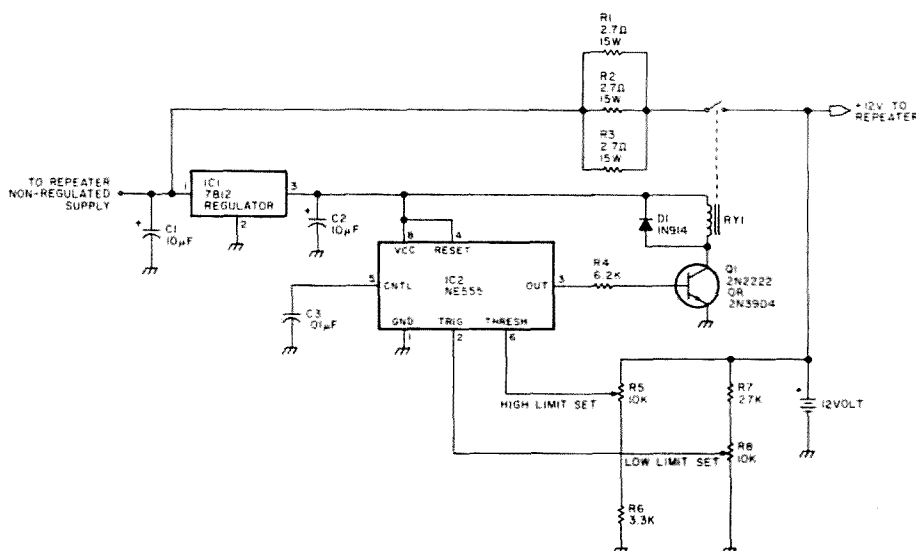 R1
2.7Ω
15W
R2
2.7Ω
15W
R3
2.7Ω
15W
+12V TO
REPEATER
TO REPEATER
NON-REGULATED
SUPPLY
1
IC1
7812
REGULATOR
3
2
+
C1
10µF
+
C2
10µF
8
4
VCC
RESET
D1
1N914
RY1
5
CNTL
IC2
NE555
OUT
3
R4
6.2K
Q1
2N2222
OR
2N3904
C3
.01µF
GND
TRIG
THRESH
1
2
6
HIGH LIMIT SET
R5
10K
R7
27K
+
12VOLT
LOW LIMIT SET
R8
10K
R6
3.3K